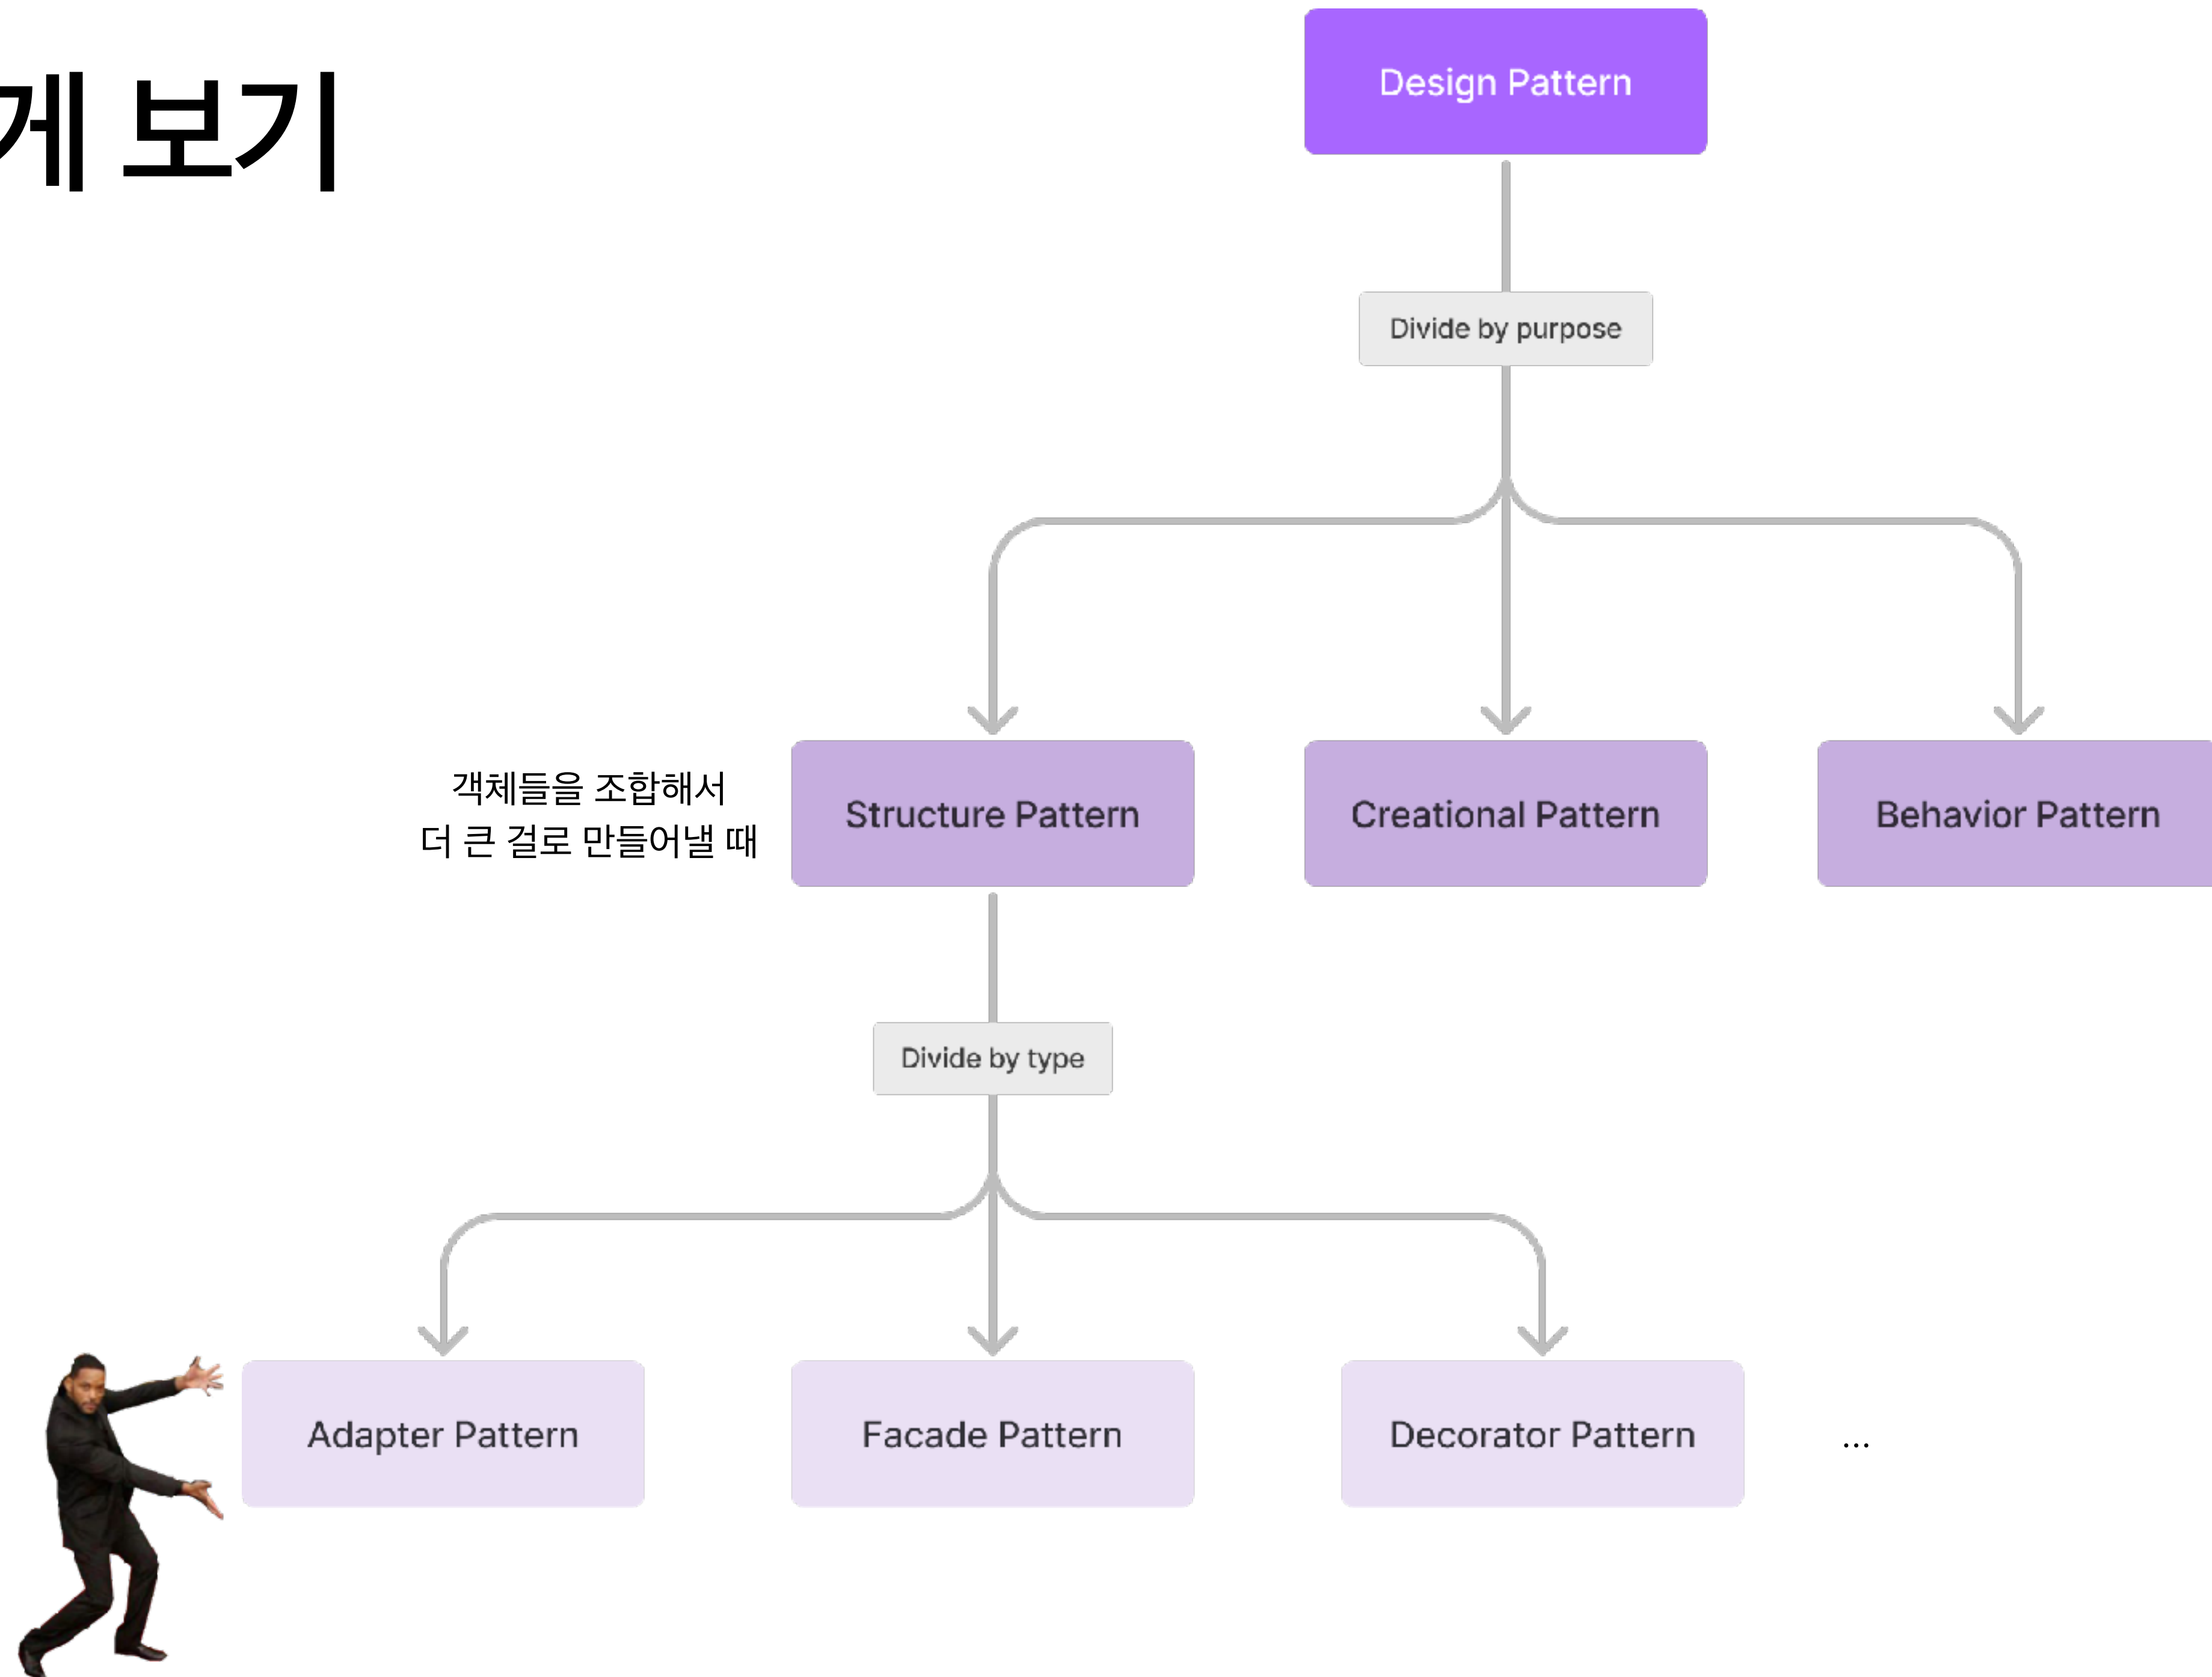 게 보기
Design Pattern
Divide by purpose
객체들을 조합해서
더 큰 걸로 만들어낼 때
Structure Pattern
Creational Pattern
Behavior Pattern
Divide by type
Adapter Pattern
Facade Pattern
Decorator Pattern
...